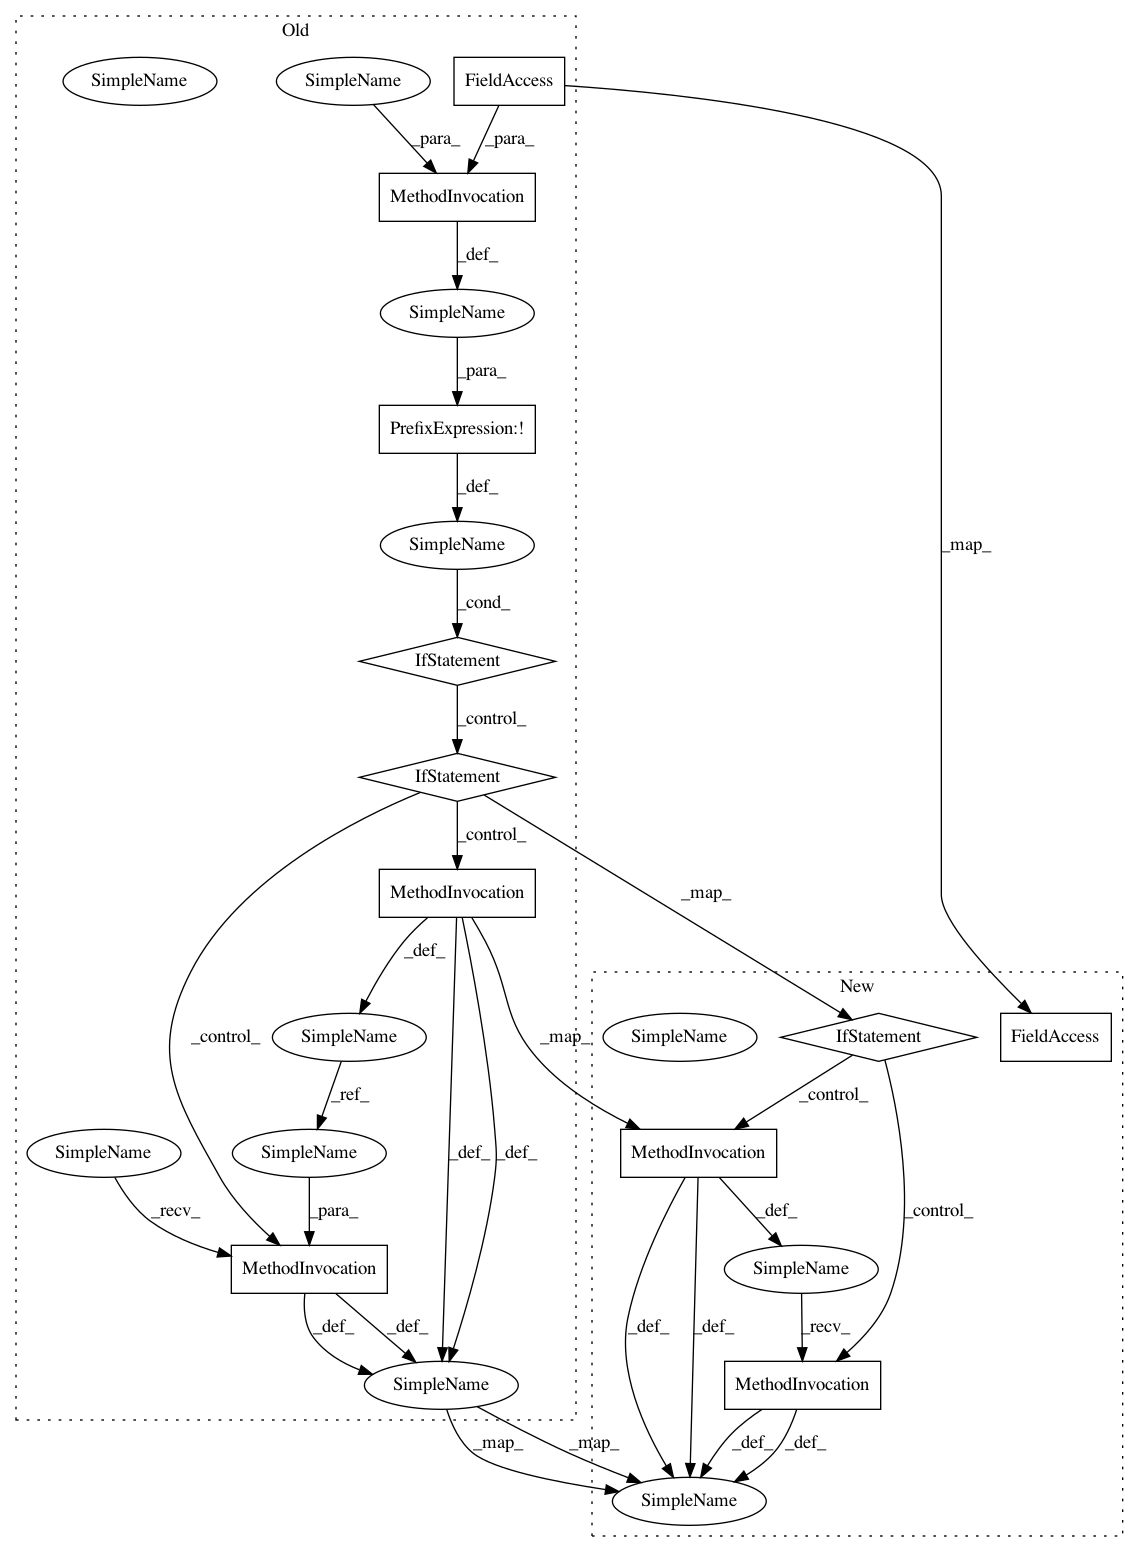 Old
SimpleName
SimpleName
FieldAccess
_para_
_para_
MethodInvocation
_def_
SimpleName
_para_
PrefixExpression:!
_def_
SimpleName
_map_
_cond_
IfStatement
_control_
IfStatement
_control_
MethodInvocation
_map_
_def_
New
SimpleName
SimpleName
IfStatement
FieldAccess
_control_
_map_
_ref_
_control_
SimpleName
SimpleName
_def_
_def_
MethodInvocation
_recv_
_para_
_def_
_control_
MethodInvocation
SimpleName
_def_
_def_
_def_
_def_
_recv_
SimpleName
MethodInvocation
_map_
_map_
_def_
_def_
SimpleName